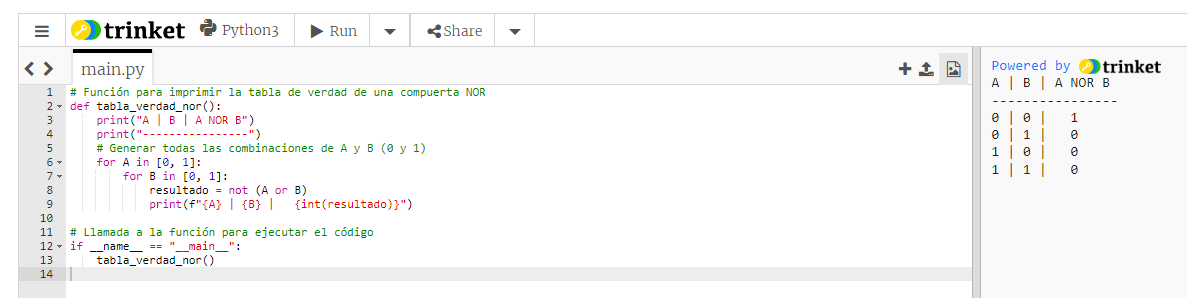 trinket Python3 Run Share
main.py
1 # Función para imprimir la tabla de verdad de una compuerta NOR
2 def tabla_verdad_nor():
3     print("A | B | A NOR B")
4     print("----------------")
5     # Generar todas las combinaciones de A y B (0 y 1)
6     for A in [0, 1]:
7         for B in [0, 1]:
8             resultado = not (A or B)
9             print(f"{A} | {B} |   {int(resultado)}")
10
11 # Llamada a la función para ejecutar el código
12 if __name__ == "__main__":
13     tabla_verdad_nor()
14
Powered by trinket
A | B | A NOR B
----------------
0 | 0 |   1
0 | 1 |   0
1 | 0 |   0
1 | 1 |   0